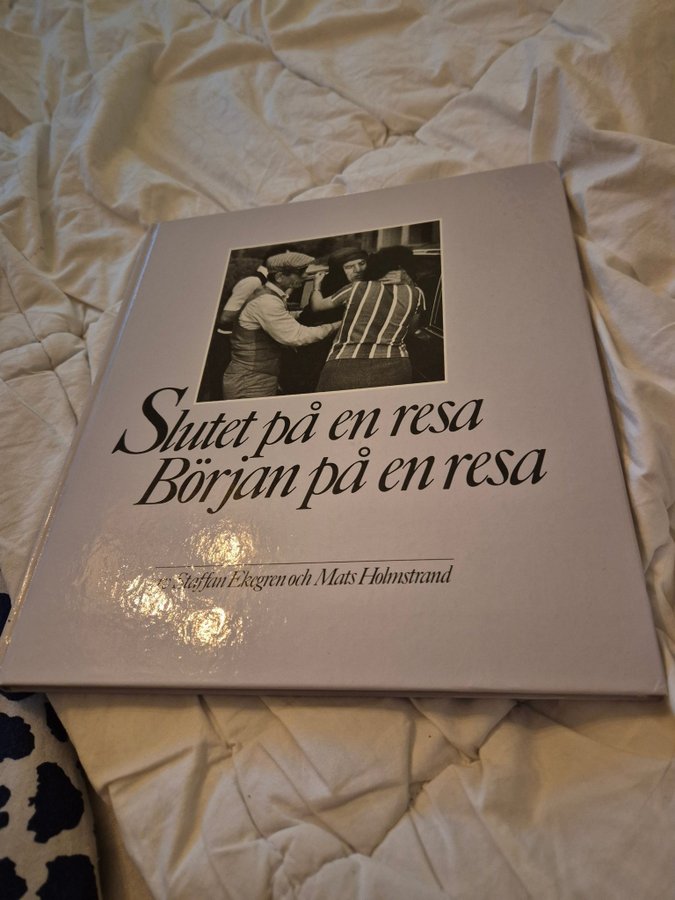 Slutet på en resa
Början på en resa
Staffan Ekegren och Mats Holmstrand